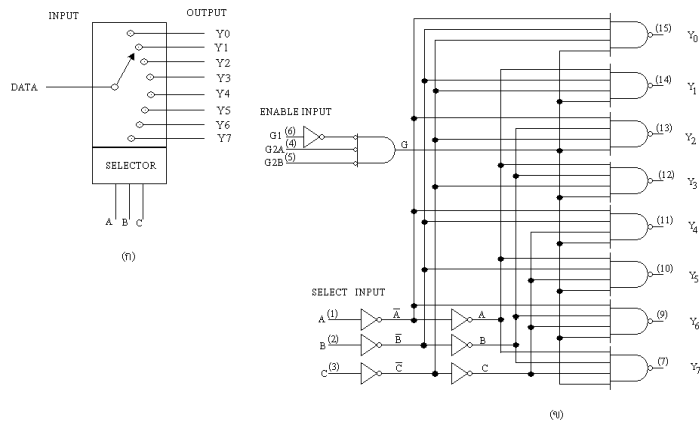 INPUT
OUTPUT
DATA
Y0
Y1
Y2
Y3
Y4
Y5
Y6
Y7
SELECTOR
A B C
(ก)
ENABLE INPUT
G1 (6)
G2A (4)
G2B (5)
G
SELECT INPUT
A (1) A̅ A
B (2) B̅ B
C (3) C̅ C
(15) Y0
(14) Y1
(13) Y2
(12) Y3
(11) Y4
(10) Y5
(9) Y6
(7) Y7
(ข)